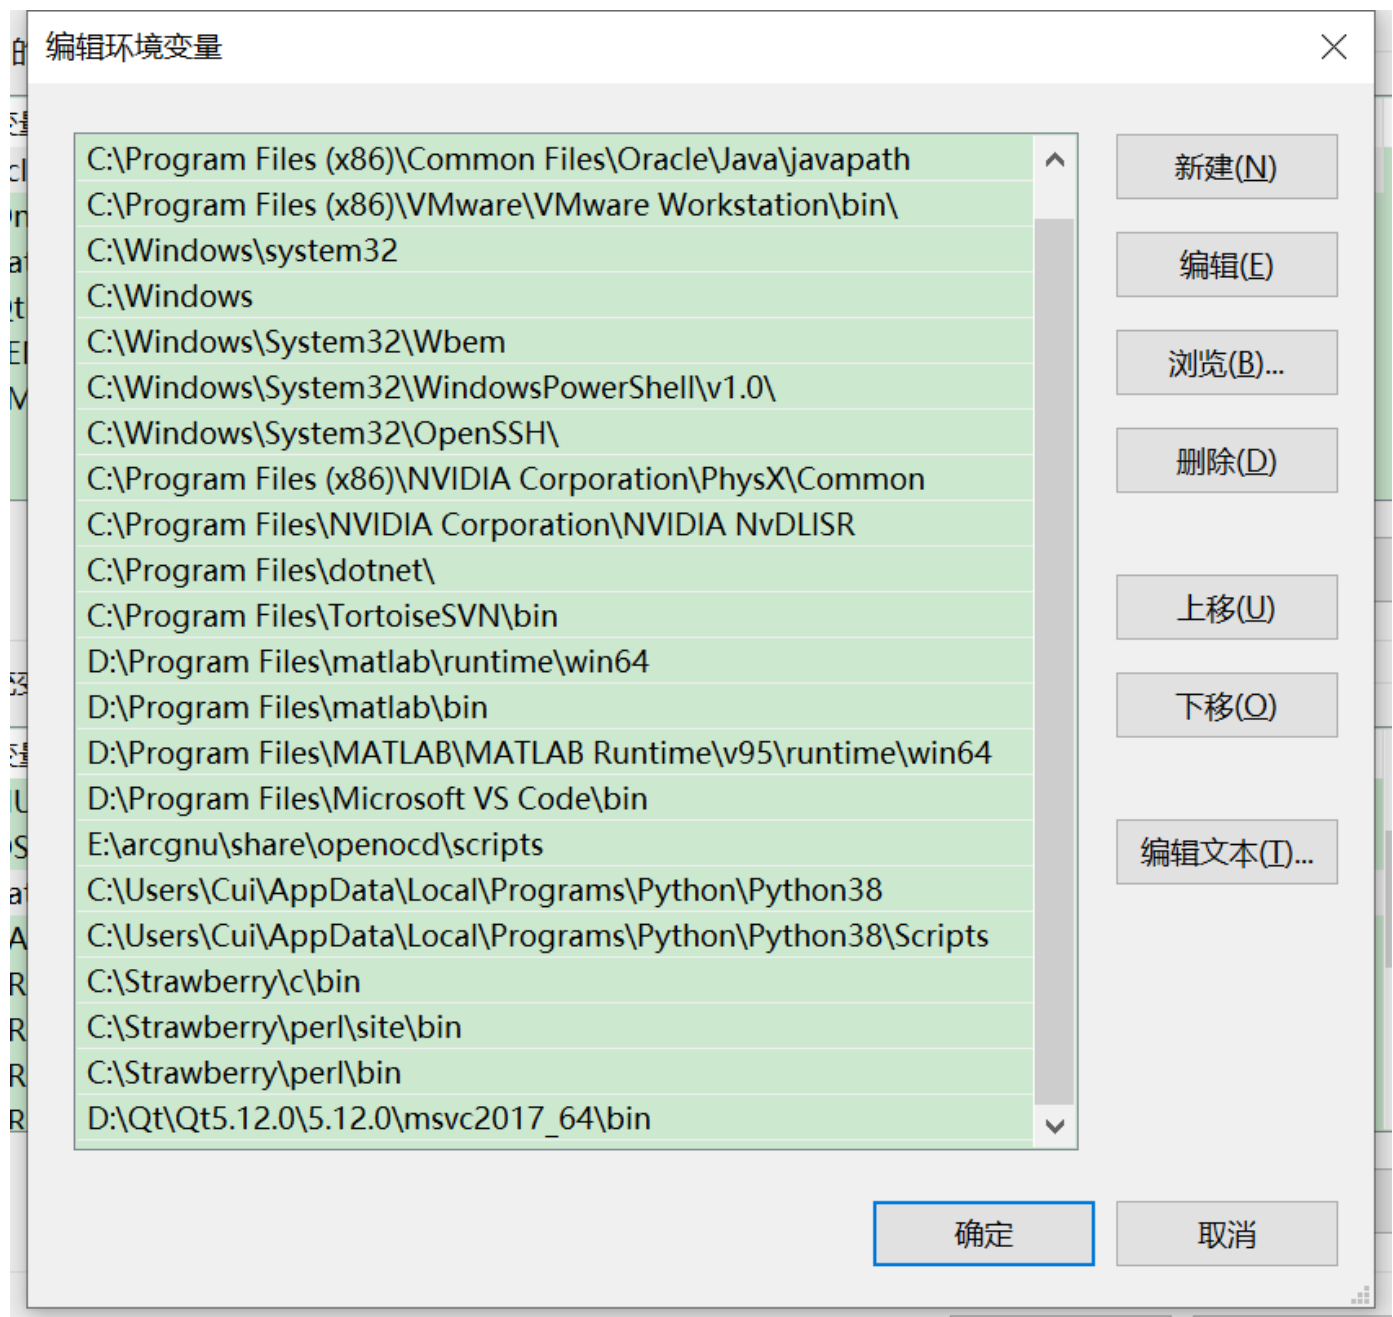 编辑环境变量
C:\Program Files (x86)\Common Files\Oracle\Java\javapath
C:\Program Files (x86)\VMware\VMware Workstation\bin\
C:\Windows\system32
C:\Windows
C:\Windows\System32\Wbem
C:\Windows\System32\WindowsPowerShell\v1.0\
C:\Windows\System32\OpenSSH\
C:\Program Files (x86)\NVIDIA Corporation\PhysX\Common
C:\Program Files\NVIDIA Corporation\NVIDIA NvDLISR
C:\Program Files\dotnet\
C:\Program Files\TortoiseSVN\bin
D:\Program Files\matlab\runtime\win64
D:\Program Files\matlab\bin
D:\Program Files\MATLAB\MATLAB Runtime\v95\runtime\win64
D:\Program Files\Microsoft VS Code\bin
E:\arcgnu\share\openocd\scripts
C:\Users\Cui\AppData\Local\Programs\Python\Python38
C:\Users\Cui\AppData\Local\Programs\Python\Python38\Scripts
C:\Strawberry\c\bin
C:\Strawberry\perl\site\bin
C:\Strawberry\perl\bin
D:\Qt\Qt5.12.0\5.12.0\msvc2017_64\bin
新建(N)
编辑(E)
浏览(B)...
删除(D)
上移(U)
下移(O)
编辑文本(T)...
确定
取消